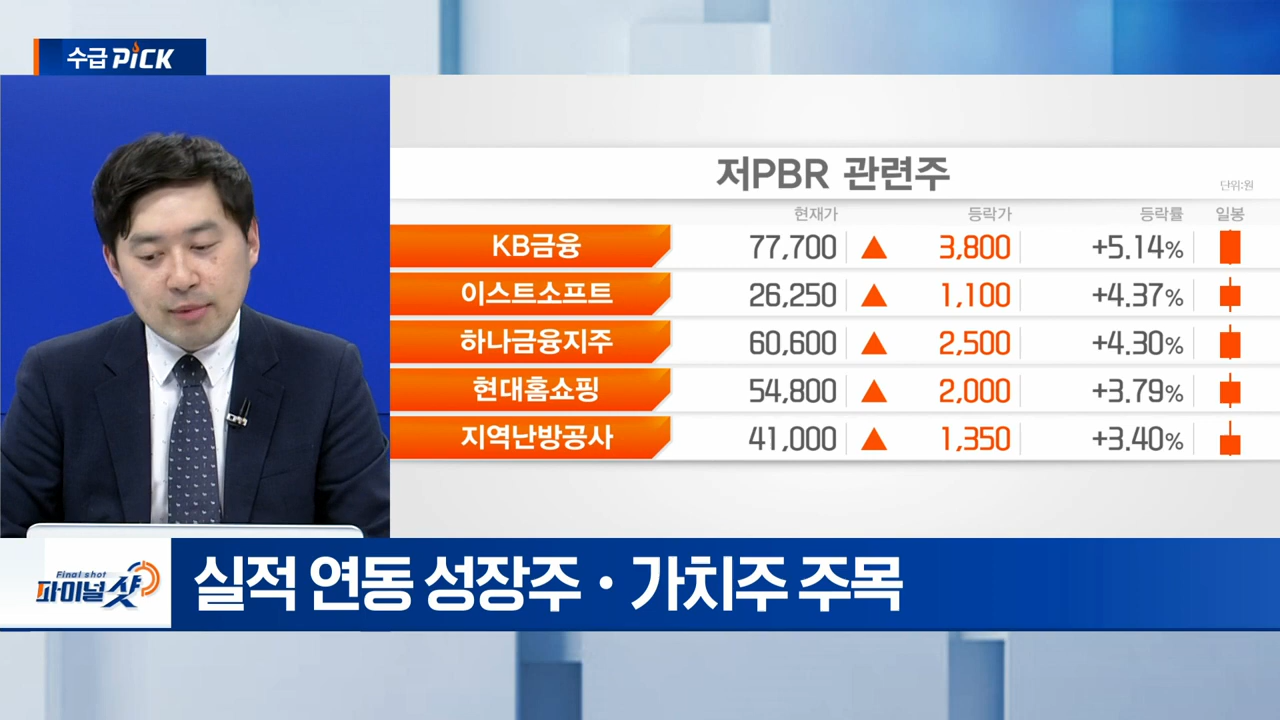 수급 PICK
저PBR 관련주
단위:원
현재가 등락가 등락률 일봉
KB금융 77,700 ▲ 3,800 +5.14%
이스트소프트 26,250 ▲ 1,100 +4.37%
하나금융지주 60,600 ▲ 2,500 +4.30%
현대홈쇼핑 54,800 ▲ 2,000 +3.79%
지역난방공사 41,000 ▲ 1,350 +3.40%
Final shot
파이널샷
실적 연동 성장주·가치주 주목